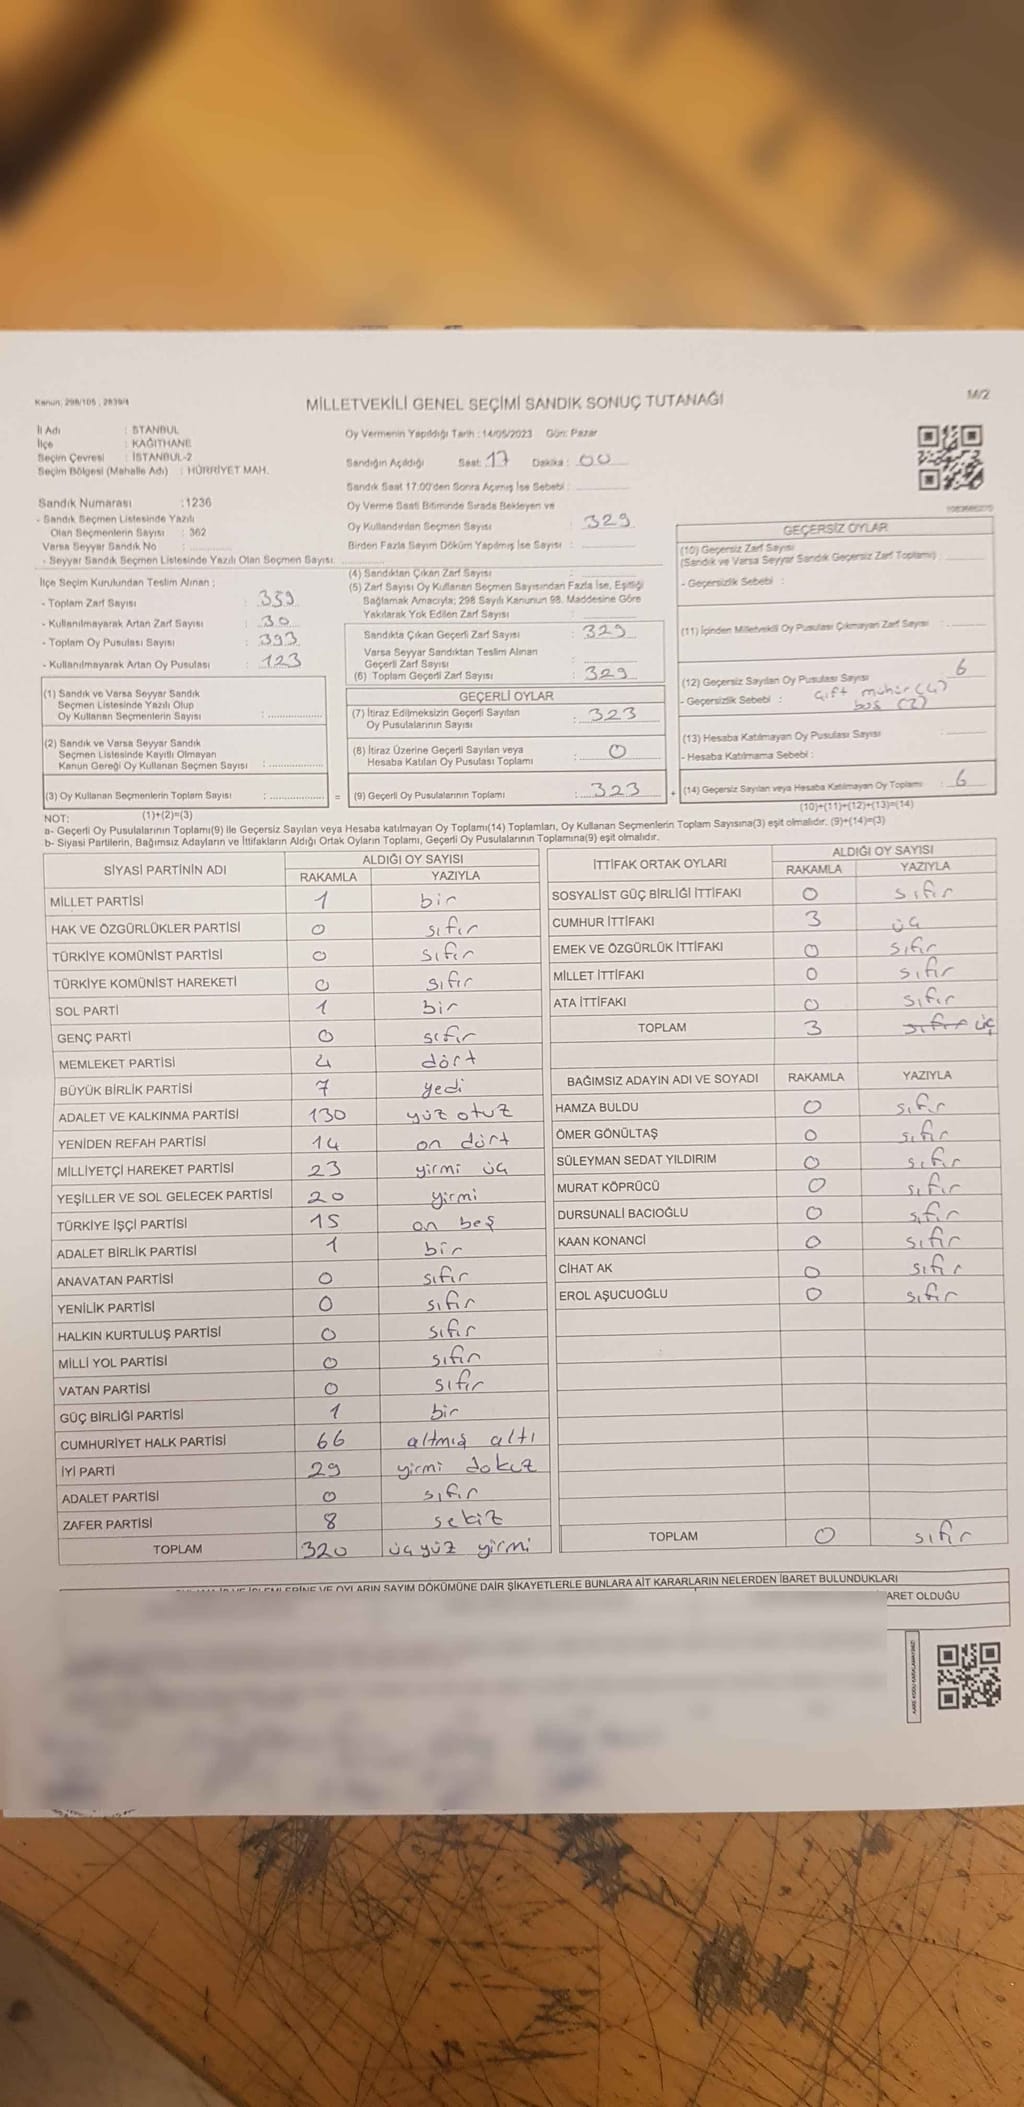 Kanun: 298/105 ; 2839/4
MİLLETVEKİLİ GENEL SEÇİMİ SANDIK SONUÇ TUTANAĞI
M/2
İl Adı : STANBUL
İlçe : KAĞITHANE
Seçim Çevresi : İSTANBUL-2
Seçim Bölgesi (Mahalle Adı) : HÜRRİYET MAH.
Sandık Numarası :1236
- Sandık Seçmen Listesinde Yazılı
Olan Seçmenlerin Sayısı : 362
Varsa Seyyar Sandık No :
- Seyyar Sandık Seçmen Listesinde Yazılı Olan Seçmen Sayısı:
İlçe Seçim Kurulundan Teslim Alınan ;
- Toplam Zarf Sayısı : 359
- Kullanılmayarak Artan Zarf Sayısı : 30
- Toplam Oy Pusulası Sayısı : 393
- Kullanılmayarak Artan Oy Pusulası : 123
Oy Vermenin Yapıldığı Tarih : 14/05/2023 Gün: Pazar
Sandığın Açıldığı Saat: 17 Dakika: 00
Sandık Saat 17:00'den Sonra Açılmış İse Sebebi :
Oy Verme Saati Bitiminde Sırada Bekleyen ve
Oy Kullandırılan Seçmen Sayısı : 329
Birden Fazla Sayım Döküm Yapılmış İse Sayısı :
(4) Sandıktan Çıkan Zarf Sayısı :
(5) Zarf Sayısı Oy Kullanan Seçmen Sayısından Fazla İse, Eşitliği
Sağlamak Amacıyla; 298 Sayılı Kanunun 98. Maddesine Göre
Yakılarak Yok Edilen Zarf Sayısı :
Sandıkta Çıkan Geçerli Zarf Sayısı : 329
Varsa Seyyar Sandıktan Teslim Alınan
Geçerli Zarf Sayısı :
(6) Toplam Geçerli Zarf Sayısı : 329
GEÇERSİZ OYLAR
(10) Geçersiz Zarf Sayısı
(Sandık ve Varsa Seyyar Sandık Geçersiz Zarf Toplamı) :
- Geçersizlik Sebebi :
(11) İçinden Milletvekili Oy Pusulası Çıkmayan Zarf Sayısı :
(12) Geçersiz Sayılan Oy Pusulası Sayısı 6
- Geçersizlik Sebebi : çift mühür (4)
boş (2)
(13) Hesaba Katılmayan Oy Pusulası Sayısı :
- Hesaba Katılmama Sebebi :
(14) Geçersiz Sayılan veya Hesaba Katılmayan Oy Toplamı : 6
(10)+(11)+(12)+(13)=(14)
(1) Sandık ve Varsa Seyyar Sandık
Seçmen Listesinde Yazılı Olup
Oy Kullanan Seçmenlerin Sayısı :
(2) Sandık ve Varsa Seyyar Sandık
Seçmen Listesinde Kayıtlı Olmayan
Kanun Gereği Oy Kullanan Seçmen Sayısı :
(3) Oy Kullanan Seçmenlerin Toplam Sayısı : =
(1)+(2)=(3)
GEÇERLİ OYLAR
(7) İtiraz Edilmeksizin Geçerli Sayılan
Oy Pusulalarının Sayısı : 323
(8) İtiraz Üzerine Geçerli Sayılan veya
Hesaba Katılan Oy Pusulası Toplamı : 0
(9) Geçerli Oy Pusulalarının Toplamı : 323 +
NOT:
a- Geçerli Oy Pusulalarının Toplamı(9) ile Geçersiz Sayılan veya Hesaba katılmayan Oy Toplamı(14) Toplamları, Oy Kullanan Seçmenlerin Toplam Sayısına(3) eşit olmalıdır. (9)+(14)=(3)
b- Siyasi Partilerin, Bağımsız Adayların ve İttifakların Aldığı Ortak Oyların Toplamı, Geçerli Oy Pusulalarının Toplamına(9) eşit olmalıdır.
SİYASİ PARTİNİN ADI ALDIĞI OY SAYISI
RAKAMLA YAZIYLA
MİLLET PARTİSİ 1 bir
HAK VE ÖZGÜRLÜKLER PARTİSİ 0 sıfır
TÜRKİYE KOMÜNİST PARTİSİ 0 sıfır
TÜRKİYE KOMÜNİST HAREKETİ 0 sıfır
SOL PARTİ 1 bir
GENÇ PARTİ 0 sıfır
MEMLEKET PARTİSİ 4 dört
BÜYÜK BİRLİK PARTİSİ 7 yedi
ADALET VE KALKINMA PARTİSİ 130 yüz otuz
YENİDEN REFAH PARTİSİ 14 on dört
MİLLİYETÇİ HAREKET PARTİSİ 23 yirmi üç
YEŞİLLER VE SOL GELECEK PARTİSİ 20 yirmi
TÜRKİYE İŞÇİ PARTİSİ 15 on beş
ADALET BİRLİK PARTİSİ 1 bir
ANAVATAN PARTİSİ 0 sıfır
YENİLİK PARTİSİ 0 sıfır
HALKIN KURTULUŞ PARTİSİ 0 sıfır
MİLLİ YOL PARTİSİ 0 sıfır
VATAN PARTİSİ 0 sıfır
GÜÇ BİRLİĞİ PARTİSİ 1 bir
CUMHURİYET HALK PARTİSİ 66 altmış altı
İYİ PARTİ 29 yirmi dokuz
ADALET PARTİSİ 0 sıfır
ZAFER PARTİSİ 8 sekiz
TOPLAM 320 üçyüz yirmi
İTTİFAK ORTAK OYLARI ALDIĞI OY SAYISI
RAKAMLA YAZIYLA
SOSYALİST GÜÇ BİRLİĞİ İTTİFAKI 0 sıfır
CUMHUR İTTİFAKI 3 üç
EMEK VE ÖZGÜRLÜK İTTİFAKI 0 sıfır
MİLLET İTTİFAKI 0 sıfır
ATA İTTİFAKI 0 sıfır
TOPLAM 3 sıfır üç
BAĞIMSIZ ADAYIN ADI VE SOYADI RAKAMLA YAZIYLA
HAMZA BULDU 0 sıfır
ÖMER GÖNÜLTAŞ 0 sıfır
SÜLEYMAN SEDAT YILDIRIM 0 sıfır
MURAT KÖPRÜCÜ 0 sıfır
DURSUNALİ BACIOĞLU 0 sıfır
KAAN KONANCİ 0 sıfır
CİHAT AK 0 sıfır
EROL AŞUCUOĞLU 0 sıfır
TOPLAM 0 sıfır
VE OYLARIN SAYIM DÖKÜMÜNE DAİR ŞİKAYETLERLE BUNLARA AİT KARARLARIN NELERDEN İBARET BULUNDUKLARI
ARET OLDUĞU